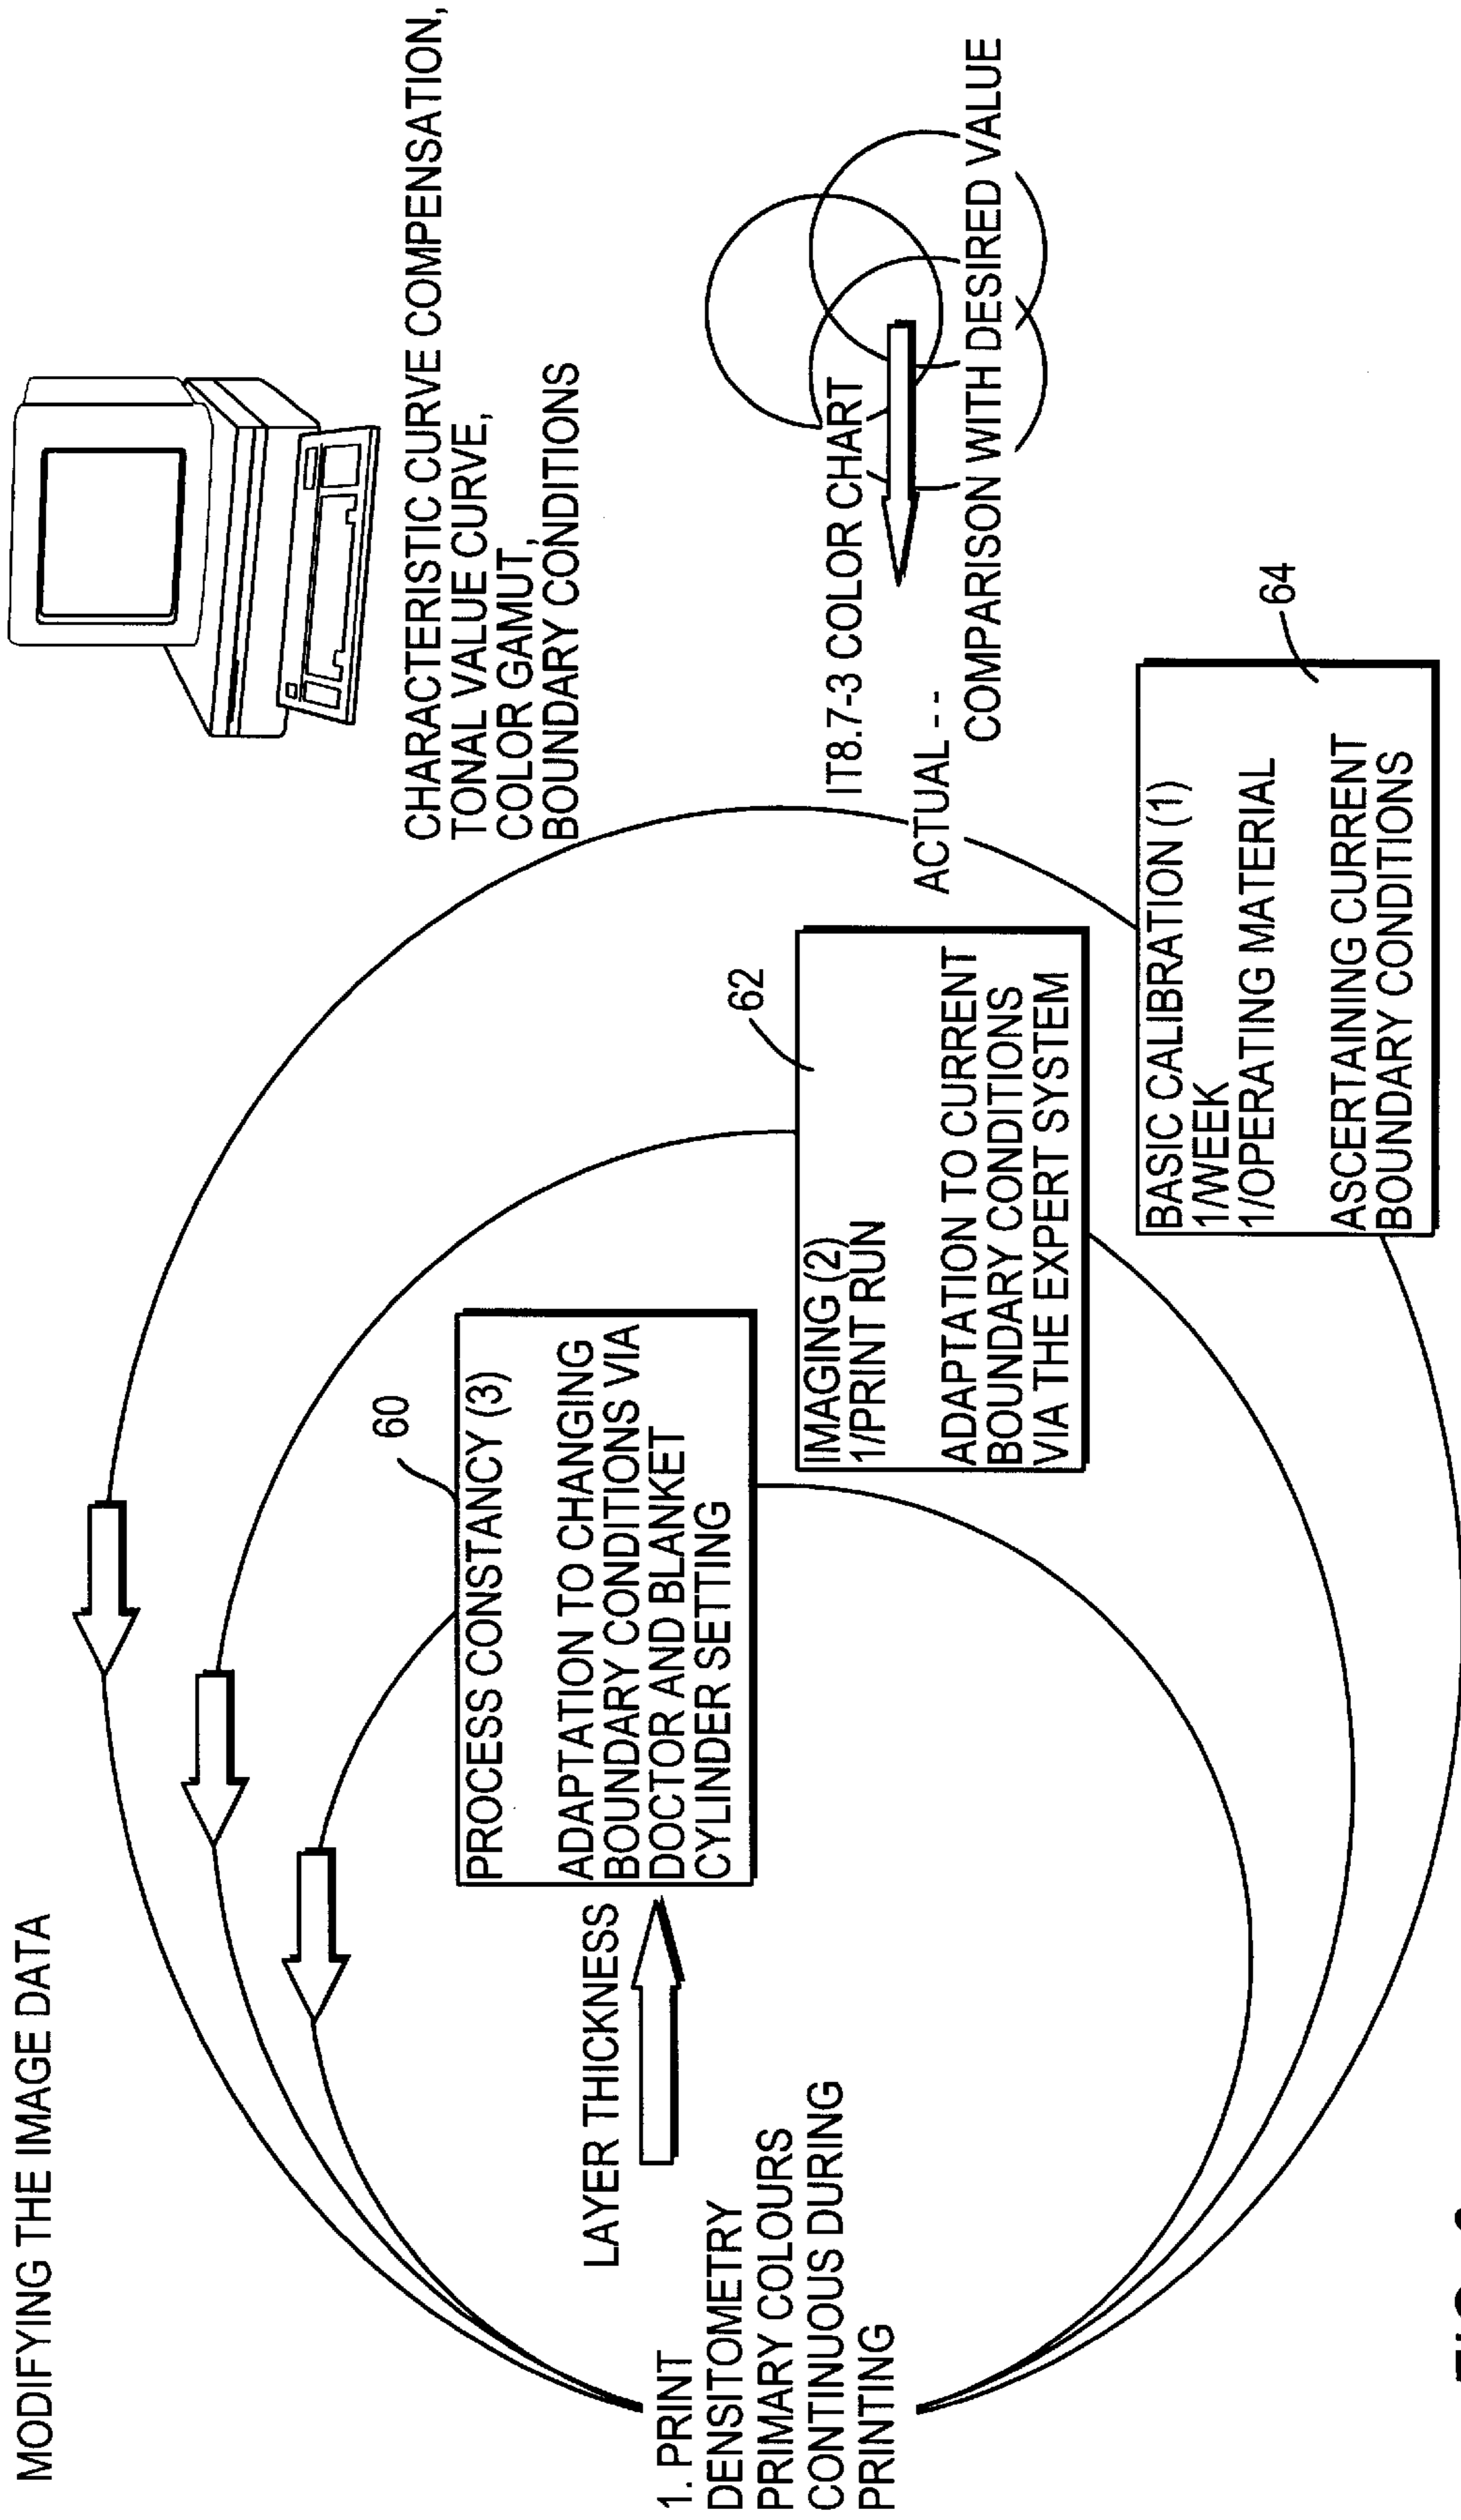 MODIFYING THE IMAGE DATA
CHARACTERISTIC CURVE COMPENSATION,
TONAL VALUE CURVE,
COLOR GAMUT,
BOUNDARY CONDITIONS
60
PROCESS CONSTANCY (3)
ADAPTATION TO CHANGING
BOUNDARY CONDITIONS VIA
DOCTOR AND BLANKET
CYLINDER SETTING
LAYER THICKNESS
1. PRINT
DENSITOMETRY
PRIMARY COLOURS
CONTINUOUS DURING
PRINTING
62
IMAGING (2)
1/PRINT RUN
ADAPTATION TO CURRENT
BOUNDARY CONDITIONS
VIA THE EXPERT SYSTEM
IT8.7-3 COLOR CHART
ACTUAL ---
COMPARISON WITH DESIRED VALUE
64
BASIC CALIBRATION (1)
1/WEEK
1/OPERATING MATERIAL
ASCERTAINING CURRENT
BOUNDARY CONDITIONS